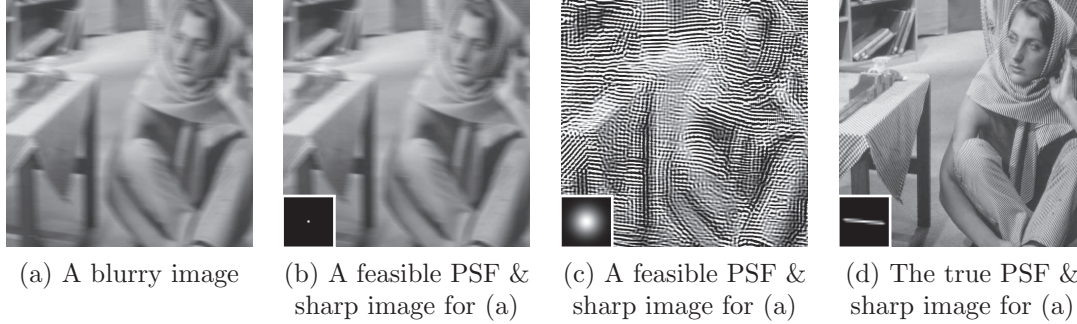 (a) A blurry image
(b) A feasible PSF &
sharp image for (a)
(c) A feasible PSF &
sharp image for (a)
(d) The true PSF &
sharp image for (a)